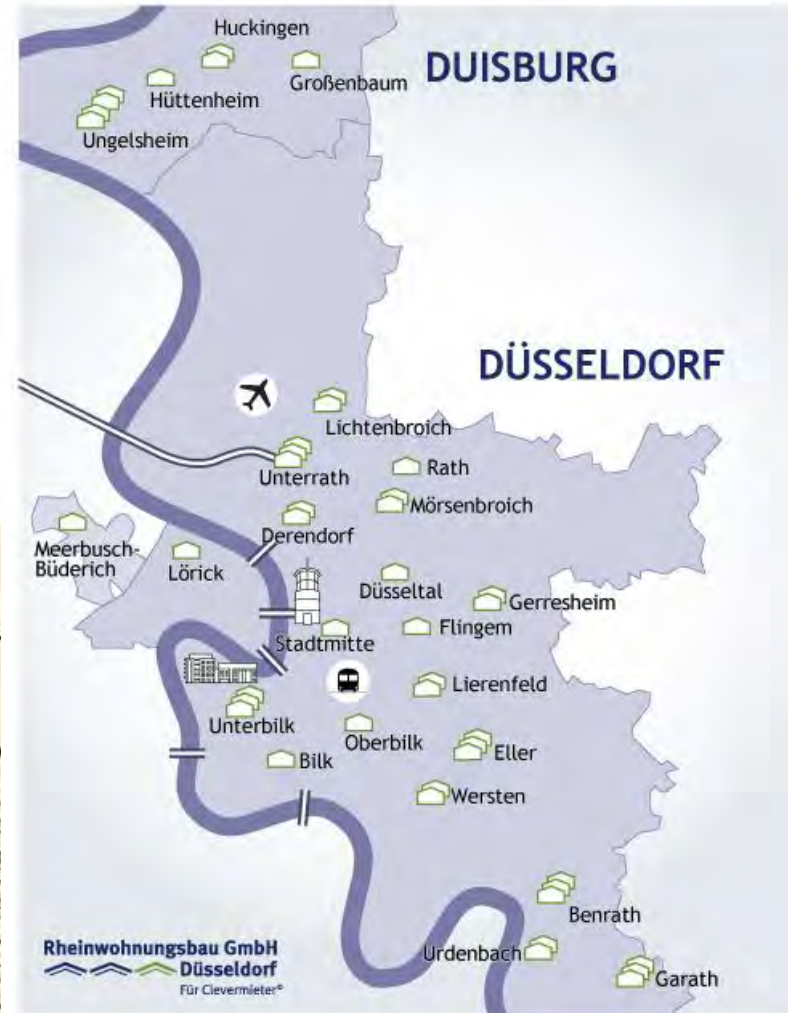 Huckingen
DUISBURG
Großenbaum
Hüttenheim
Ungelsheim
DÜSSELDORF
Lichtenbroich
Unterrath
Rath
Mörsenbroich
Derendorf
Meerbusch-
Büderich
Lörick
Düsseltal
Gerresheim
Stadtmitte
Flingem
Lierenfeld
Unterbilk
Oberbilk
Eller
Bilk
Wersten
Benrath
Urdenbach
Garath
Rheinwohnungsbau GmbH
Düsseldorf
Für Clevermieter®